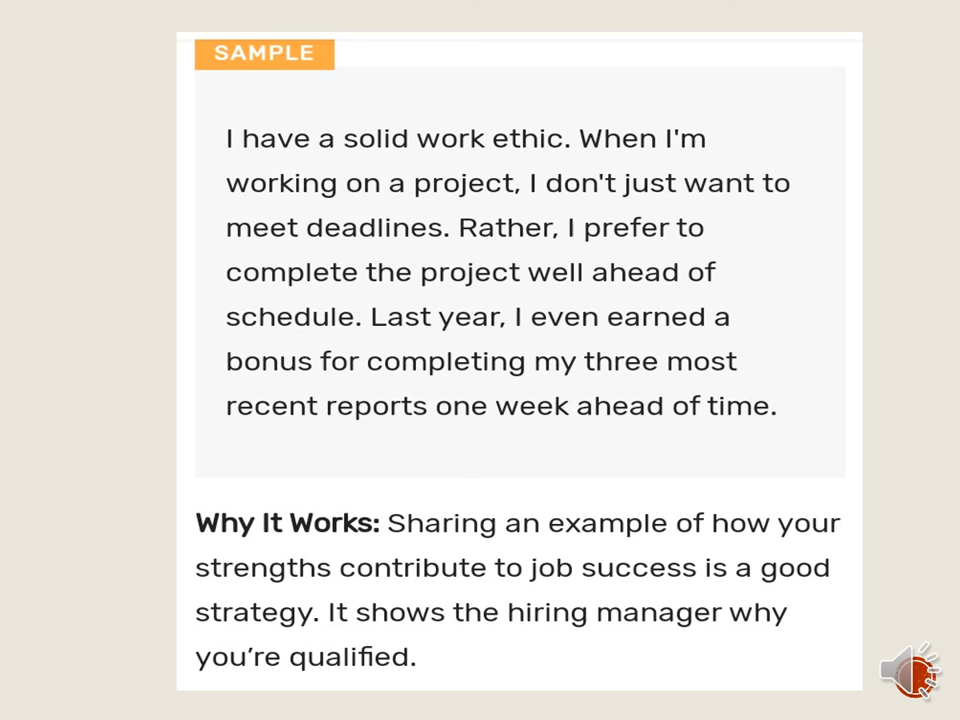 SAMPLE
I have a solid work ethic. When I'm
working on a project, I don't just want to
meet deadlines. Rather, I prefer to
complete the project well ahead of
schedule. Last year, I even earned a
bonus for completing my three most
recent reports one week ahead of time.
Why It Works: Sharing an example of how your
strengths contribute to job success is a good
strategy. It shows the hiring manager why
you’re qualified.